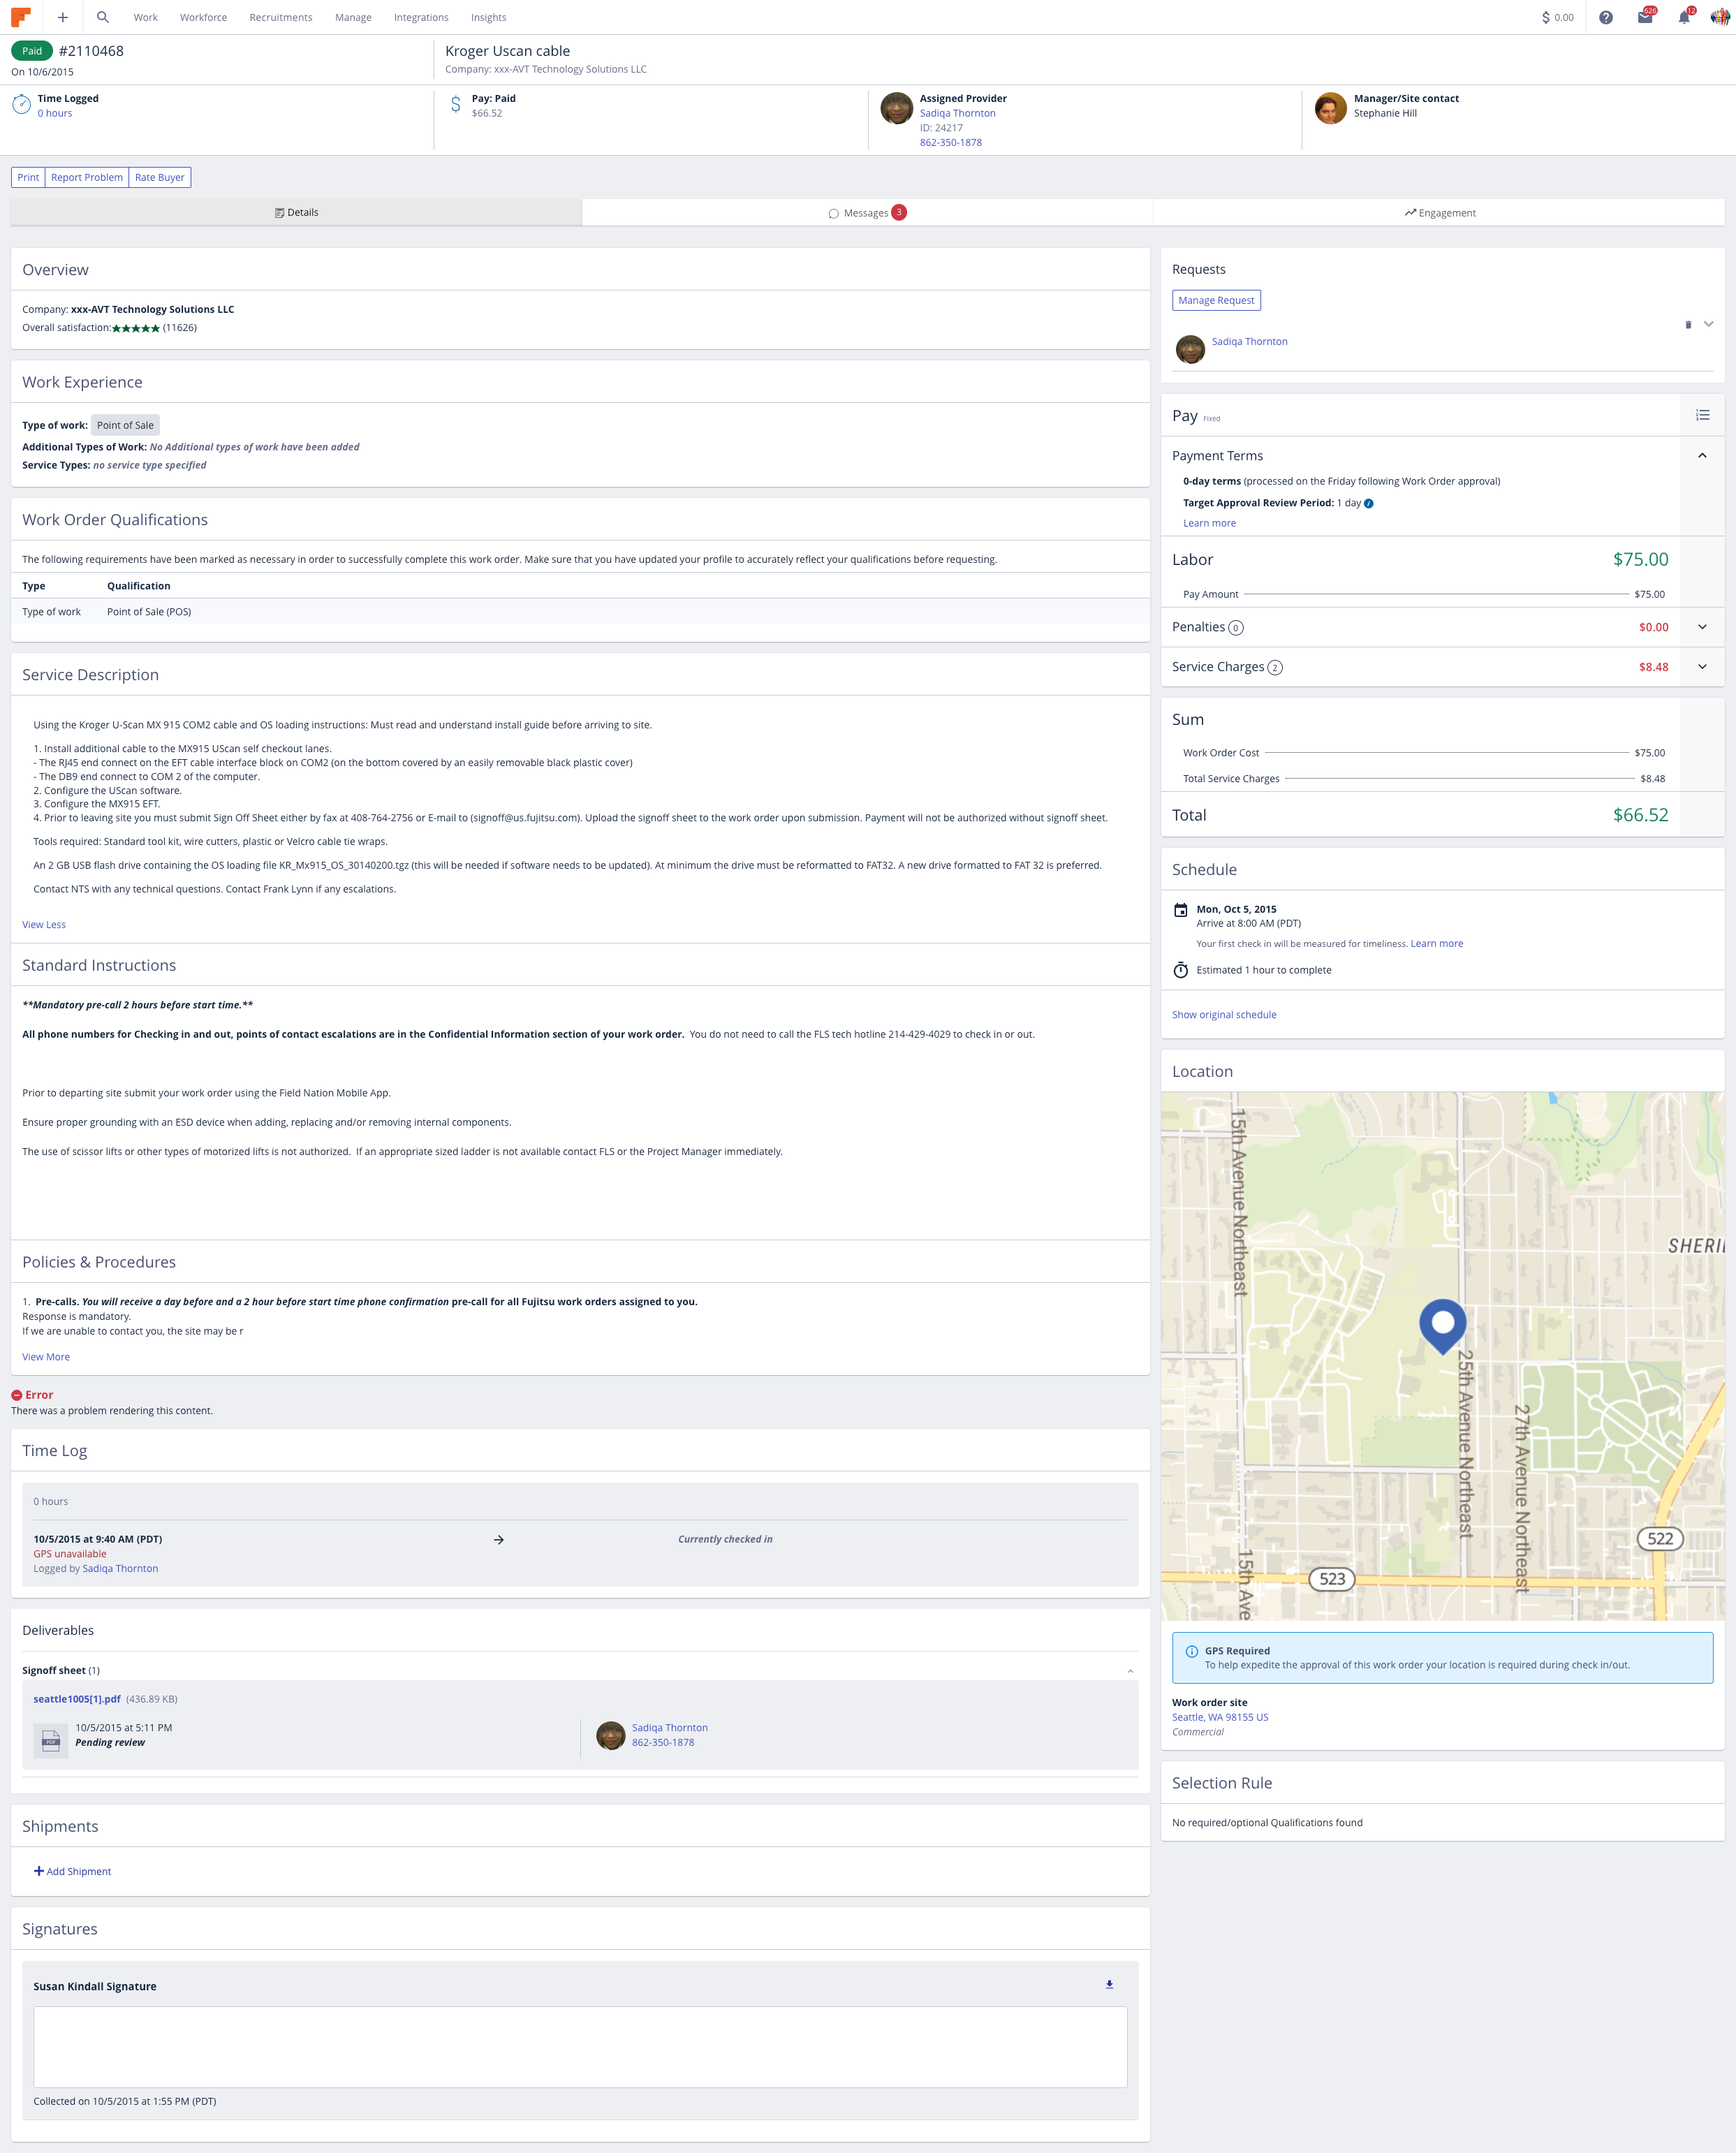 Work Workforce Recruitments Manage Integrations Insights
$ 0.00
626
12
Paid #2110468
On 10/6/2015
Kroger Uscan cable
Company: xxx-AVT Technology Solutions LLC
Time Logged
0 hours
Pay: Paid
$66.52
Assigned Provider
Sadiqa Thornton
ID: 24217
862-350-1878
Manager/Site contact
Stephanie Hill
Print Report Problem Rate Buyer
Details
Messages 3
Engagement
Overview
Company: xxx-AVT Technology Solutions LLC
Overall satisfaction:★★★★★ (11626)
Work Experience
Type of work: Point of Sale
Additional Types of Work: No Additional types of work have been added
Service Types: no service type specified
Work Order Qualifications
The following requirements have been marked as necessary in order to successfully complete this work order. Make sure that you have updated your profile to accurately reflect your qualifications before requesting.
Type Qualification
Type of work Point of Sale (POS)
Service Description
Using the Kroger U-Scan MX 915 COM2 cable and OS loading instructions: Must read and understand install guide before arriving to site.
1. Install additional cable to the MX915 UScan self checkout lanes.
- The RJ45 end connect on the EFT cable interface block on COM2 (on the bottom covered by an easily removable black plastic cover)
- The DB9 end connect to COM 2 of the computer.
2. Configure the UScan software.
3. Configure the MX915 EFT.
4. Prior to leaving site you must submit Sign Off Sheet either by fax at 408-764-2756 or E-mail to (signoff@us.fujitsu.com). Upload the signoff sheet to the work order upon submission. Payment will not be authorized without signoff sheet.
Tools required: Standard tool kit, wire cutters, plastic or Velcro cable tie wraps.
An 2 GB USB flash drive containing the OS loading file KR_Mx915_OS_30140200.tgz (this will be needed if software needs to be updated). At minimum the drive must be reformatted to FAT32. A new drive formatted to FAT 32 is preferred.
Contact NTS with any technical questions. Contact Frank Lynn if any escalations.
View Less
Standard Instructions
**Mandatory pre-call 2 hours before start time.**
All phone numbers for Checking in and out, points of contact escalations are in the Confidential Information section of your work order. You do not need to call the FLS tech hotline 214-429-4029 to check in or out.
Prior to departing site submit your work order using the Field Nation Mobile App.
Ensure proper grounding with an ESD device when adding, replacing and/or removing internal components.
The use of scissor lifts or other types of motorized lifts is not authorized. If an appropriate sized ladder is not available contact FLS or the Project Manager immediately.
Policies & Procedures
1. Pre-calls. You will receive a day before and a 2 hour before start time phone confirmation pre-call for all Fujitsu work orders assigned to you.
Response is mandatory.
If we are unable to contact you, the site may be r
View More
Error
There was a problem rendering this content.
Time Log
0 hours
10/5/2015 at 9:40 AM (PDT)
Currently checked in
GPS unavailable
Logged by Sadiqa Thornton
Deliverables
Signoff sheet (1)
seattle1005[1].pdf (436.89 KB)
PDF
10/5/2015 at 5:11 PM
Pending review
Sadiqa Thornton
862-350-1878
Shipments
Add Shipment
Signatures
Susan Kindall Signature
Collected on 10/5/2015 at 1:55 PM (PDT)
Requests
Manage Request
Sadiqa Thornton
Pay Fixed
Payment Terms
0-day terms (processed on the Friday following Work Order approval)
Target Approval Review Period: 1 day
Learn more
Labor $75.00
Pay Amount $75.00
Penalties 0 $0.00
Service Charges 2 $8.48
Sum
Work Order Cost $75.00
Total Service Charges $8.48
Total $66.52
Schedule
Mon, Oct 5, 2015
Arrive at 8:00 AM (PDT)
Your first check in will be measured for timeliness. Learn more
Estimated 1 hour to complete
Show original schedule
Location
15th Avenue Northeast
SHERI
25th Avenue Northeast
27th Avenue Northeast
15th Ave
522
523
GPS Required
To help expedite the approval of this work order your location is required during check in/out.
Work order site
Seattle, WA 98155 US
Commercial
Selection Rule
No required/optional Qualifications found